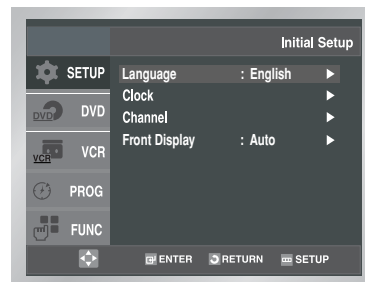 Initial Setup
SETUP
Language : English ►
Clock ►
Channel ►
Front Display : Auto ►
DVD DVD
VCR VCR
PROG
FUNC
ENTER RETURN SETUP